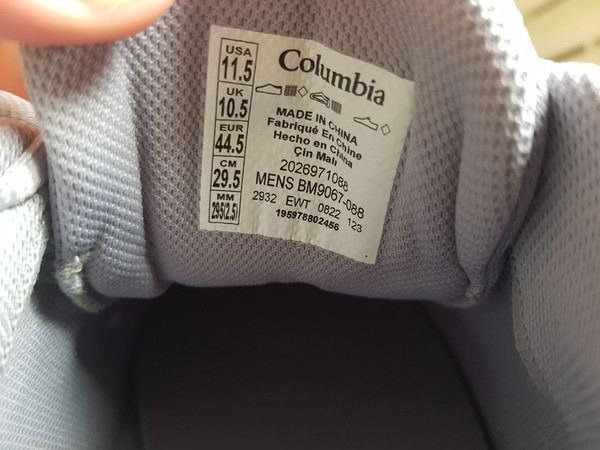 USA
11.5
UK
10.5
EUR
44.5
CM
29.5
MM
295(2.5)
Columbia
MADE IN CHINA
Fabriqué En Chine
Hecho en China
Çin Malı
2026971088
MENS BM9067-088
2932 EWT 0822 123
195978802456